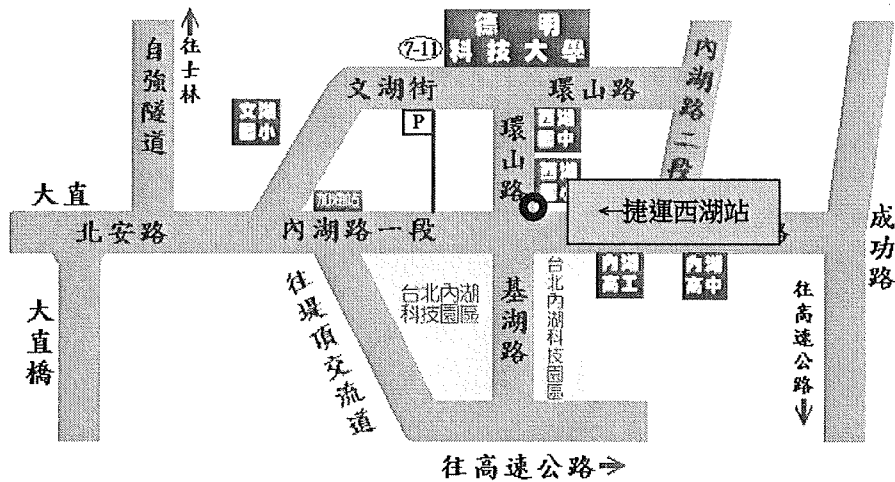 往士林
自強隧道
7-11
德明
科技大學
內湖路二段
文湖街
環山路
文湖
國小
P
環山路
西湖
國中
西湖
大直
捷運西湖站
北安路
內湖路一段
路
成功路
內湖
高工
內湖
高中
大直橋
往堤頂交流道
台北內湖
科技園區
基湖路
台北內湖科技園區
往高速公路
往高速公路